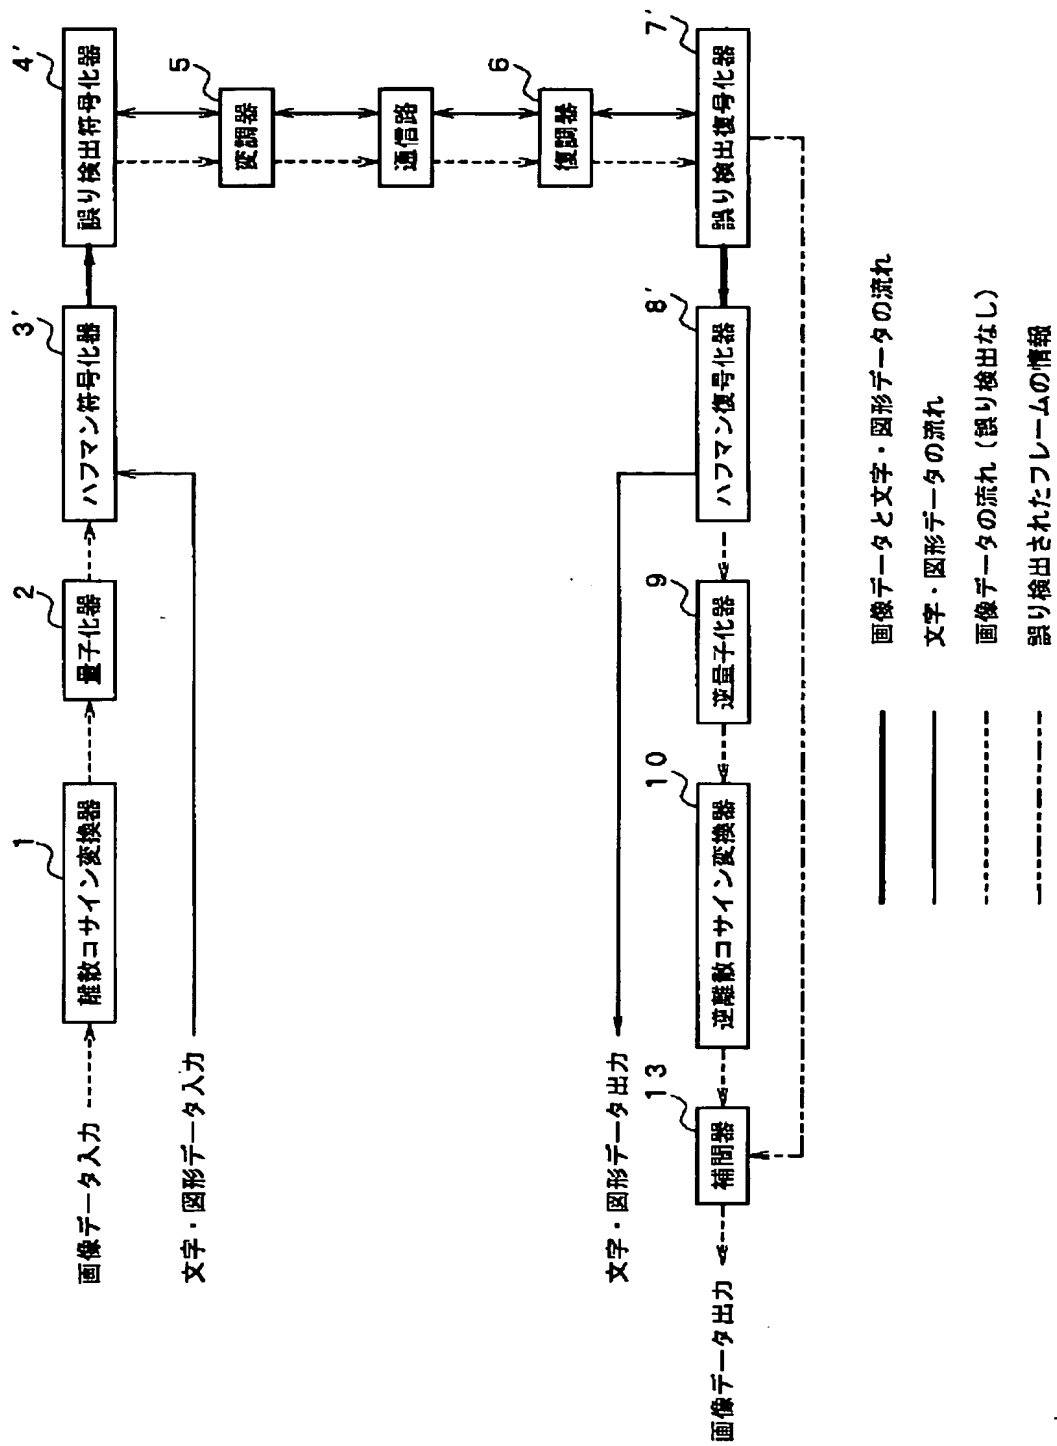 画像データ入力
1
離散コサイン変換器
2
量子化器
3′
ハフマン符号化器
4′
誤り検出符号化器
文字・図形データ入力
5
変調器
通信路
6
復調器
7′
誤り検出復号化器
8′
ハフマン復号化器
文字・図形データ出力
9
逆量子化器
10
逆離散コサイン変換器
13
補間器
画像データ出力
画像データと文字・図形データの流れ
文字・図形データの流れ
画像データの流れ（誤り検出なし）
誤り検出されたフレームの情報